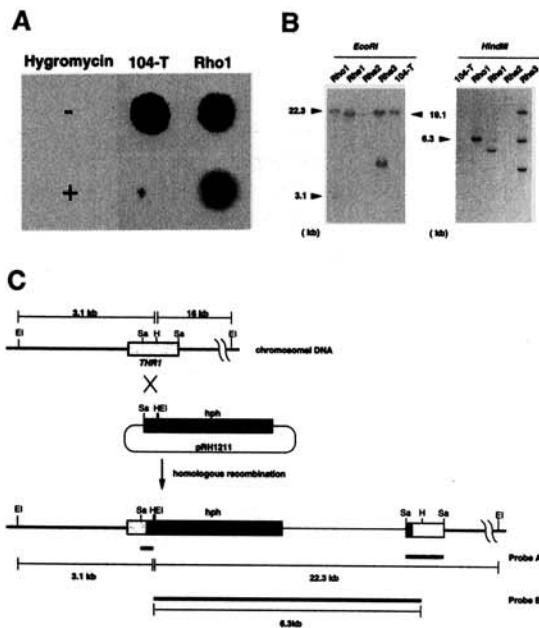 A
Hygromycin 104-T Rho1
-
+
B
EcoRI
Rho1 Rho1 Rho2 Rho3 104-T
22.3
19.1
3.1
( kb)
HindIII
104-T Rho1 Rho1 Rho2 Rho3
6.3
( kb)
C
3.1 kb 16 kb
EI Sa H Sa EI
THR1
chromosomel DNA
Sa HEI hph
pRH1211
homologous recombination
EI Sa HEI hph Sa H Sa EI
Probe A
3.1 kb 22.3 kb
Probe B
6.3kb